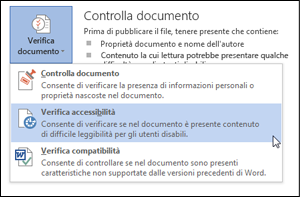 Verifica documento
Controlla documento
Prima di pubblicare il file, tenere presente che contiene:
Proprietà documento e nome dell'autore
Contenuto la cui lettura potrebbe presentare qualche
Controlla documento
Consente di verificare la presenza di informazioni personali o
proprietà nascoste nel documento.
Verifica accessibilità
Consente di verificare se nel documento è presente contenuto
di difficile leggibilità per gli utenti disabili.
Verifica compatibilità
Consente di controllare se nel documento sono presenti
caratteristiche non supportate dalle versioni precedenti di Word.